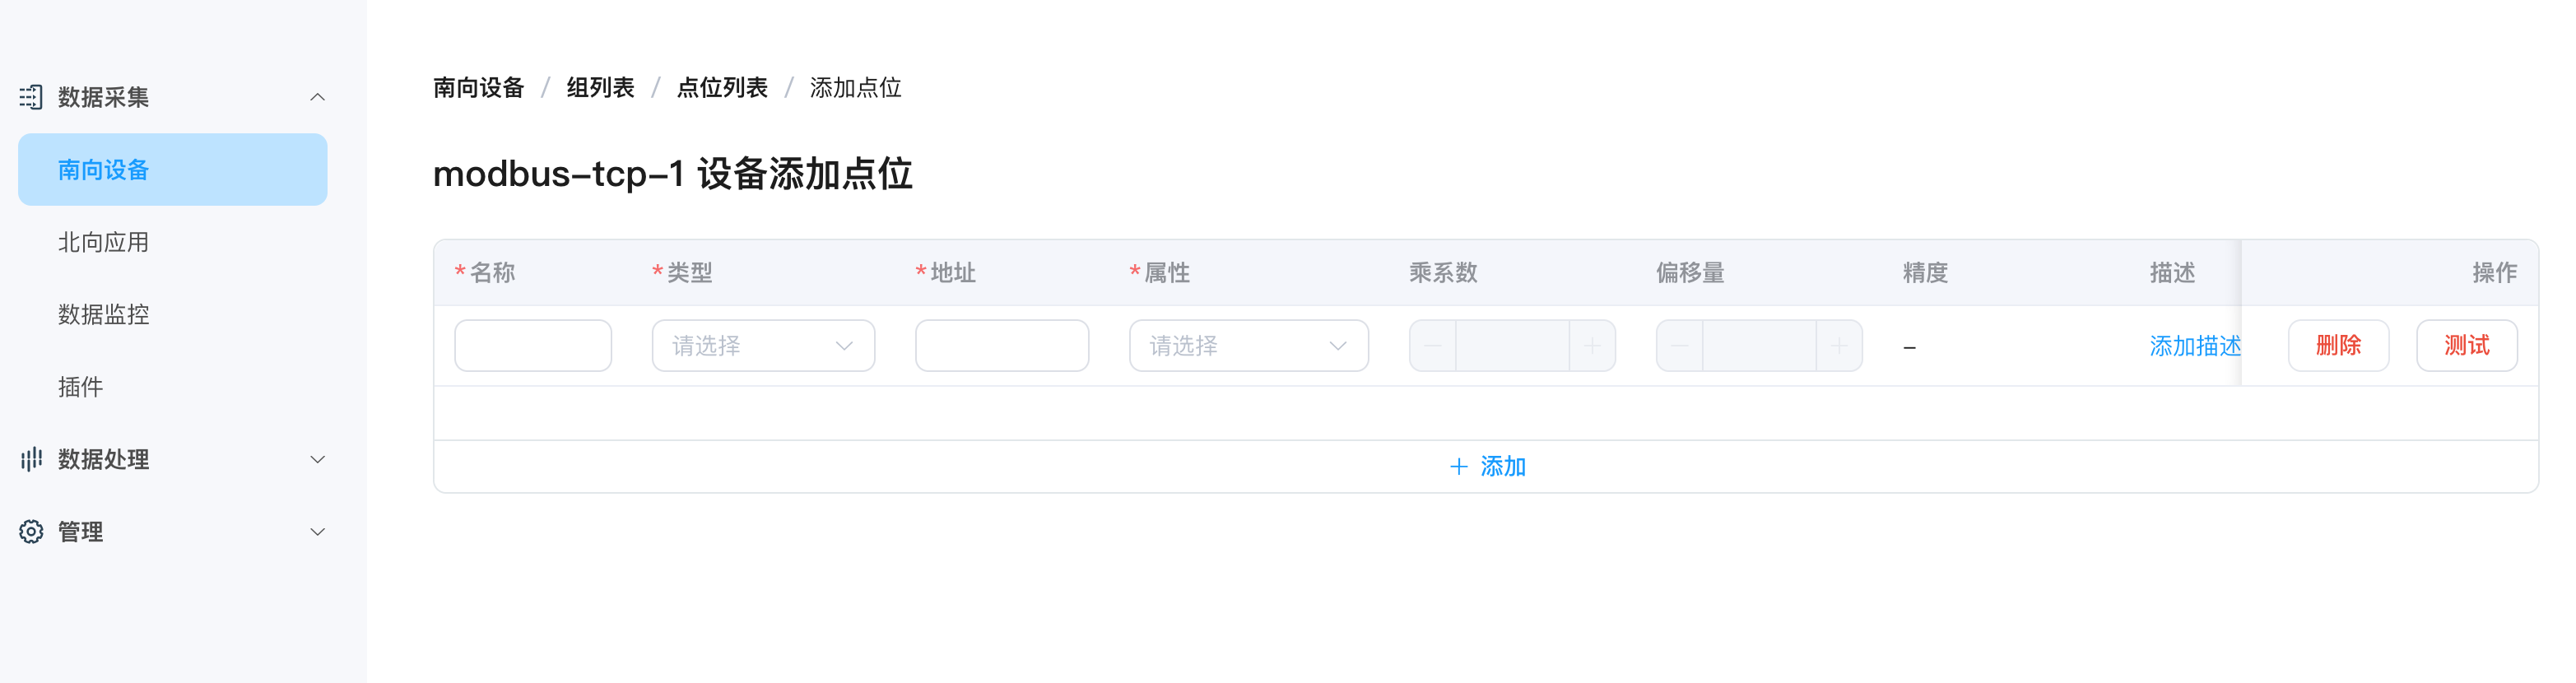 数据采集
南向设备
北向应用
数据监控
插件
数据处理
管理
南向设备 / 组列表 / 点位列表 / 添加点位
modbus-tcp-1 设备添加点位
*名称 *类型 *地址 *属性 乘系数 偏移量 精度 描述 操作
请选择 请选择 – 添加描述 删除 测试
+ 添加